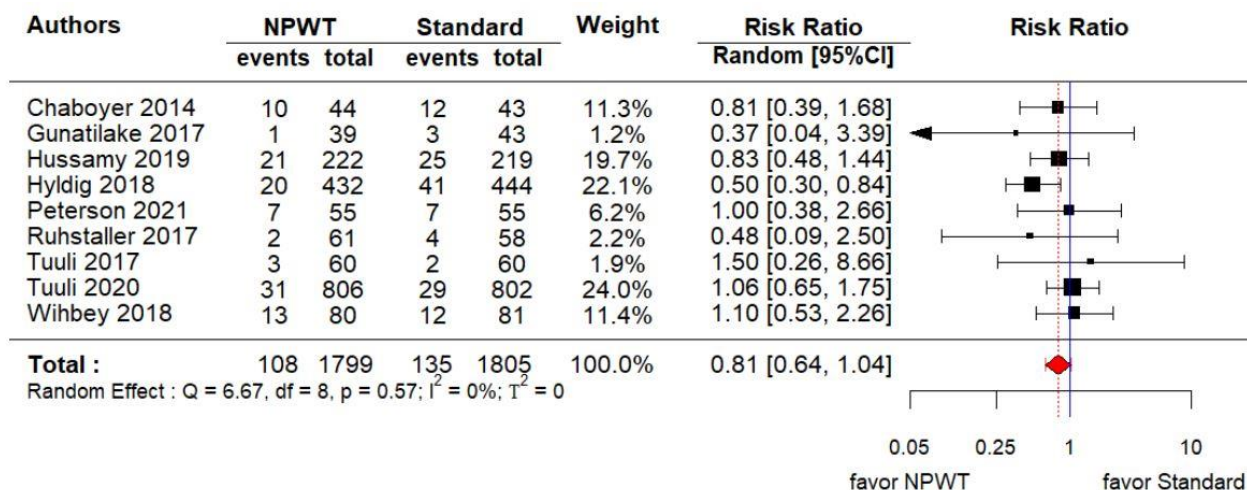 Authors NPWT Standard Weight Risk Ratio Risk Ratio
events total events total Random [95%CI]
Chaboyer 2014 10 44 12 43 11.3% 0.81 [0.39, 1.68]
Gunatilake 2017 1 39 3 43 1.2% 0.37 [0.04, 3.39]
Hussamy 2019 21 222 25 219 19.7% 0.83 [0.48, 1.44]
Hyldig 2018 20 432 41 444 22.1% 0.50 [0.30, 0.84]
Peterson 2021 7 55 7 55 6.2% 1.00 [0.38, 2.66]
Ruhstaller 2017 2 61 4 58 2.2% 0.48 [0.09, 2.50]
Tuuli 2017 3 60 2 60 1.9% 1.50 [0.26, 8.66]
Tuuli 2020 31 806 29 802 24.0% 1.06 [0.65, 1.75]
Wihbey 2018 13 80 12 81 11.4% 1.10 [0.53, 2.26]
Total : 108 1799 135 1805 100.0% 0.81 [0.64, 1.04]
Random Effect : Q = 6.67, df = 8, p = 0.57; I² = 0%; T² = 0
0.05 0.25 1 10
favor NPWT favor Standard